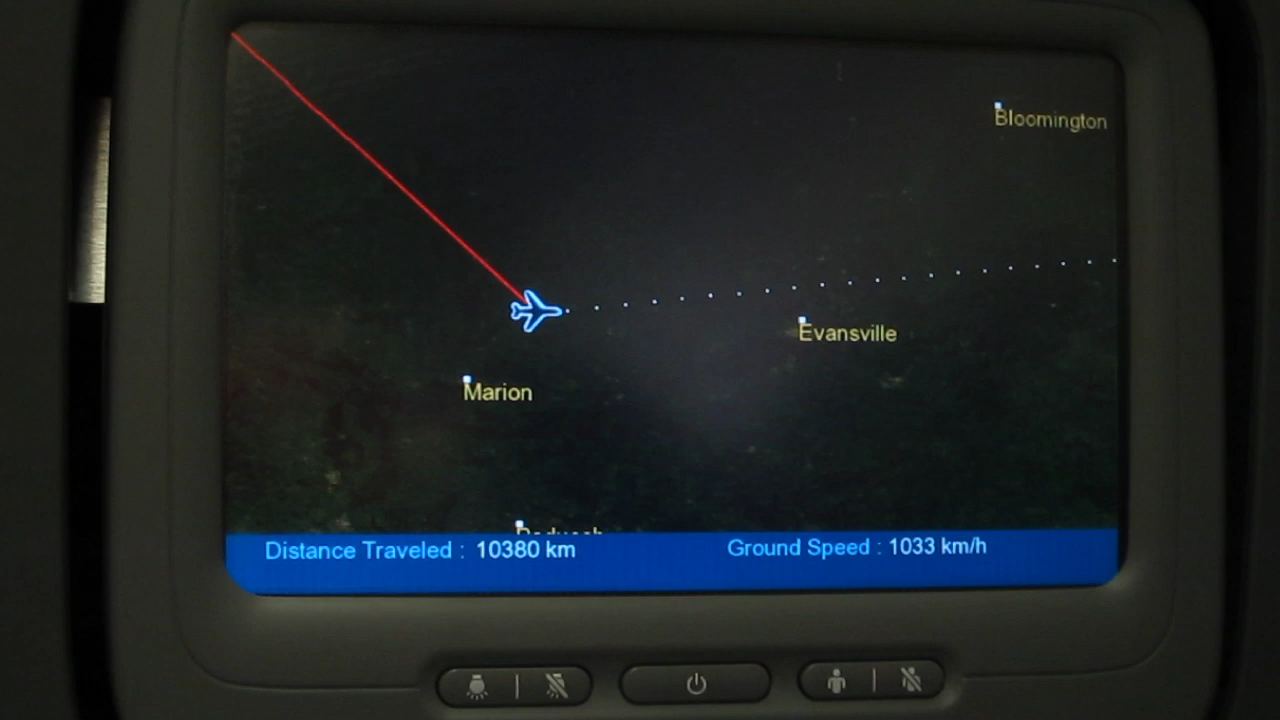 Bloomington
Evansville
Marion
Distance Traveled : 10380 km
Ground Speed : 1033 km/h